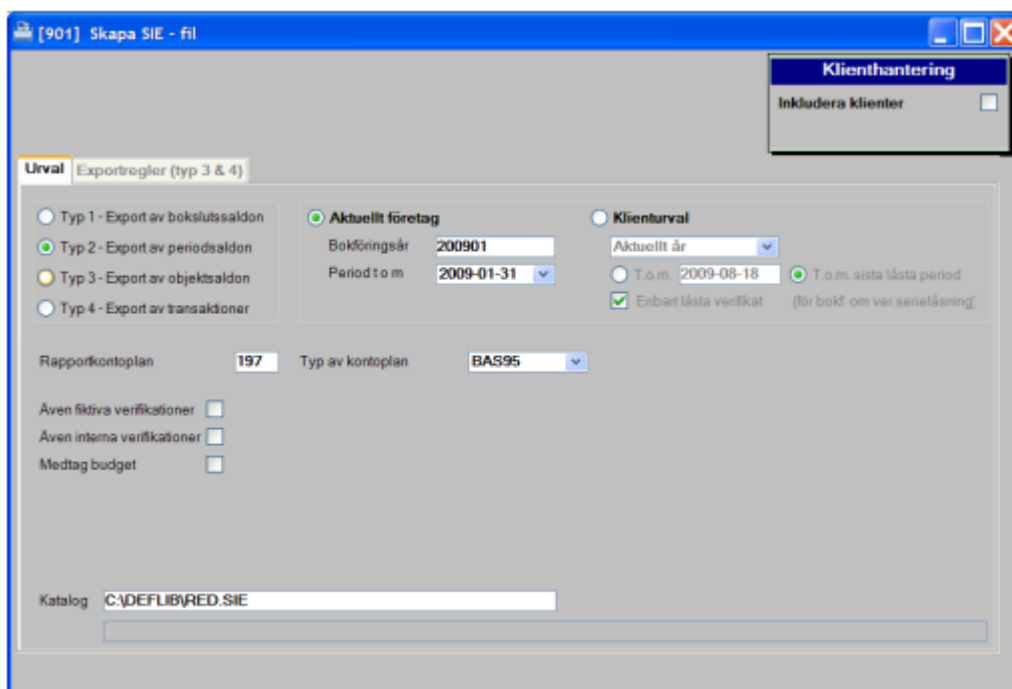 [901] Skapa SIE - fil
Klienthantering
Inkludera klienter
Urval Exportregler (typ 3 & 4)
Typ 1 - Export av bokslutssaldon
Typ 2 - Export av periodsaldon
Typ 3 - Export av objektsaldon
Typ 4 - Export av transaktioner
Aktuellt företag
Bokföringsår 200901
Period t o m 2009-01-31
Klienturval
Aktuellt år
T.o.m. 2009-08-18 T.o.m. sista låsta period
Enbart låsta verifikat (för bokf. om ver serielåsning)
Rapportkontoplan 197 Typ av kontoplan BAS95
Även fiktiva verifikationer
Även interna verifikationer
Medtag budget
Katalog C:\DEFLIB\RED.SIE